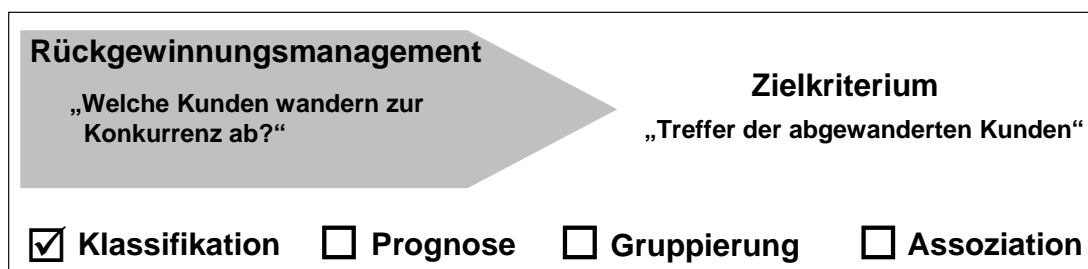 Rückgewinnungsmanagement
„Welche Kunden wandern zur
Konkurrenz ab?“
Zielkriterium
„Treffer der abgewanderten Kunden“
Klassifikation Prognose Gruppierung Assoziation